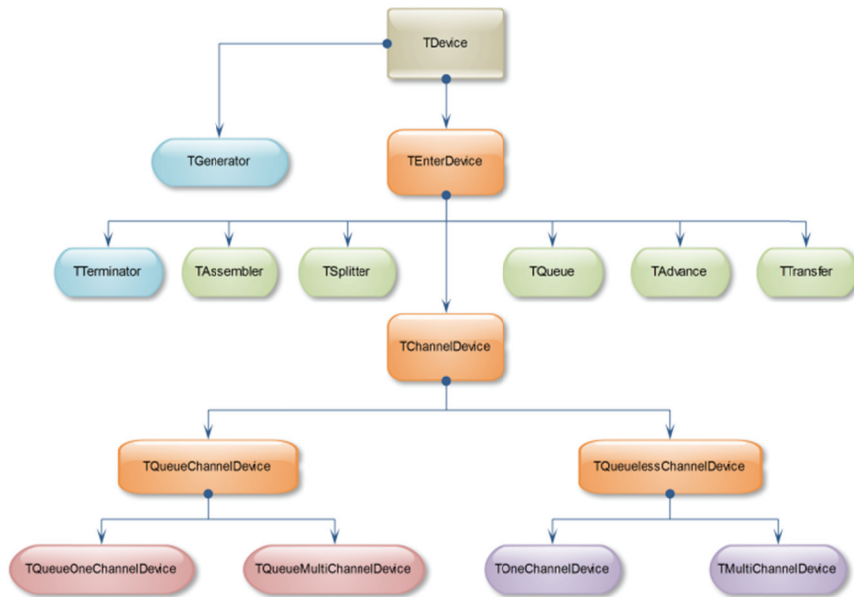 TDevice
TGenerator
TEnterDevice
TTerminator
TAssembler
TSplitter
TQueue
TAdvance
TTransfer
TChannelDevice
TQueueChannelDevice
TQueuelessChannelDevice
TQueueOneChannelDevice
TQueueMultiChannelDevice
TOneChannelDevice
TMultiChannelDevice